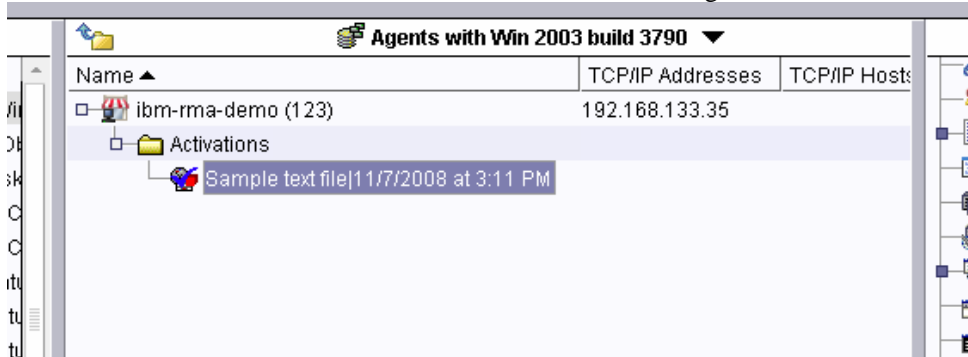 Agents with Win 2003 build 3790
Name TCP/IP Addresses TCP/IP Hosts
ibm-rma-demo (123) 192.168.133.35
Activations
Sample text file|11/7/2008 at 3:11 PM